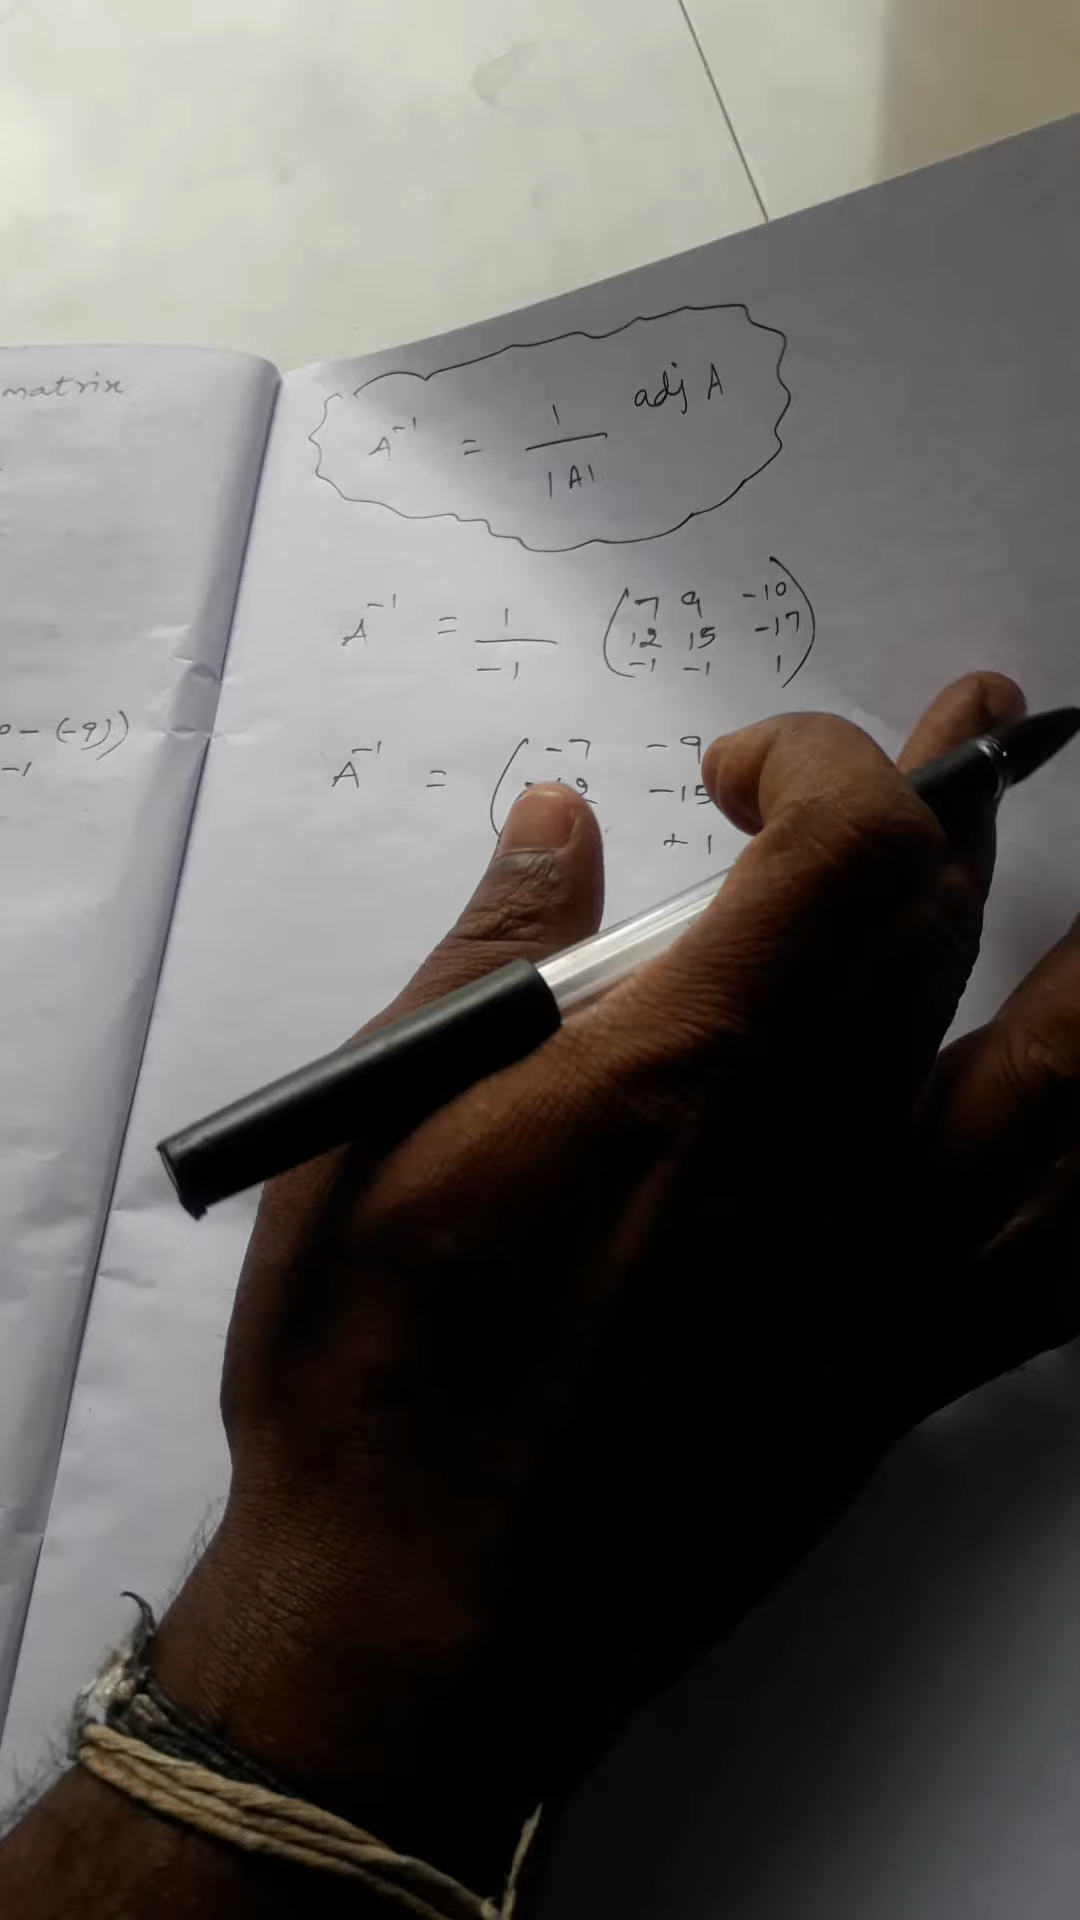 matrix
0 - (-9))
-1
A⁻¹ = 1/|A| adj A
A⁻¹ = 1/-1 (7 9 -10
12 15 -17
-1 -1 1)
A⁻¹ = (-7 -9
-15
+ 1